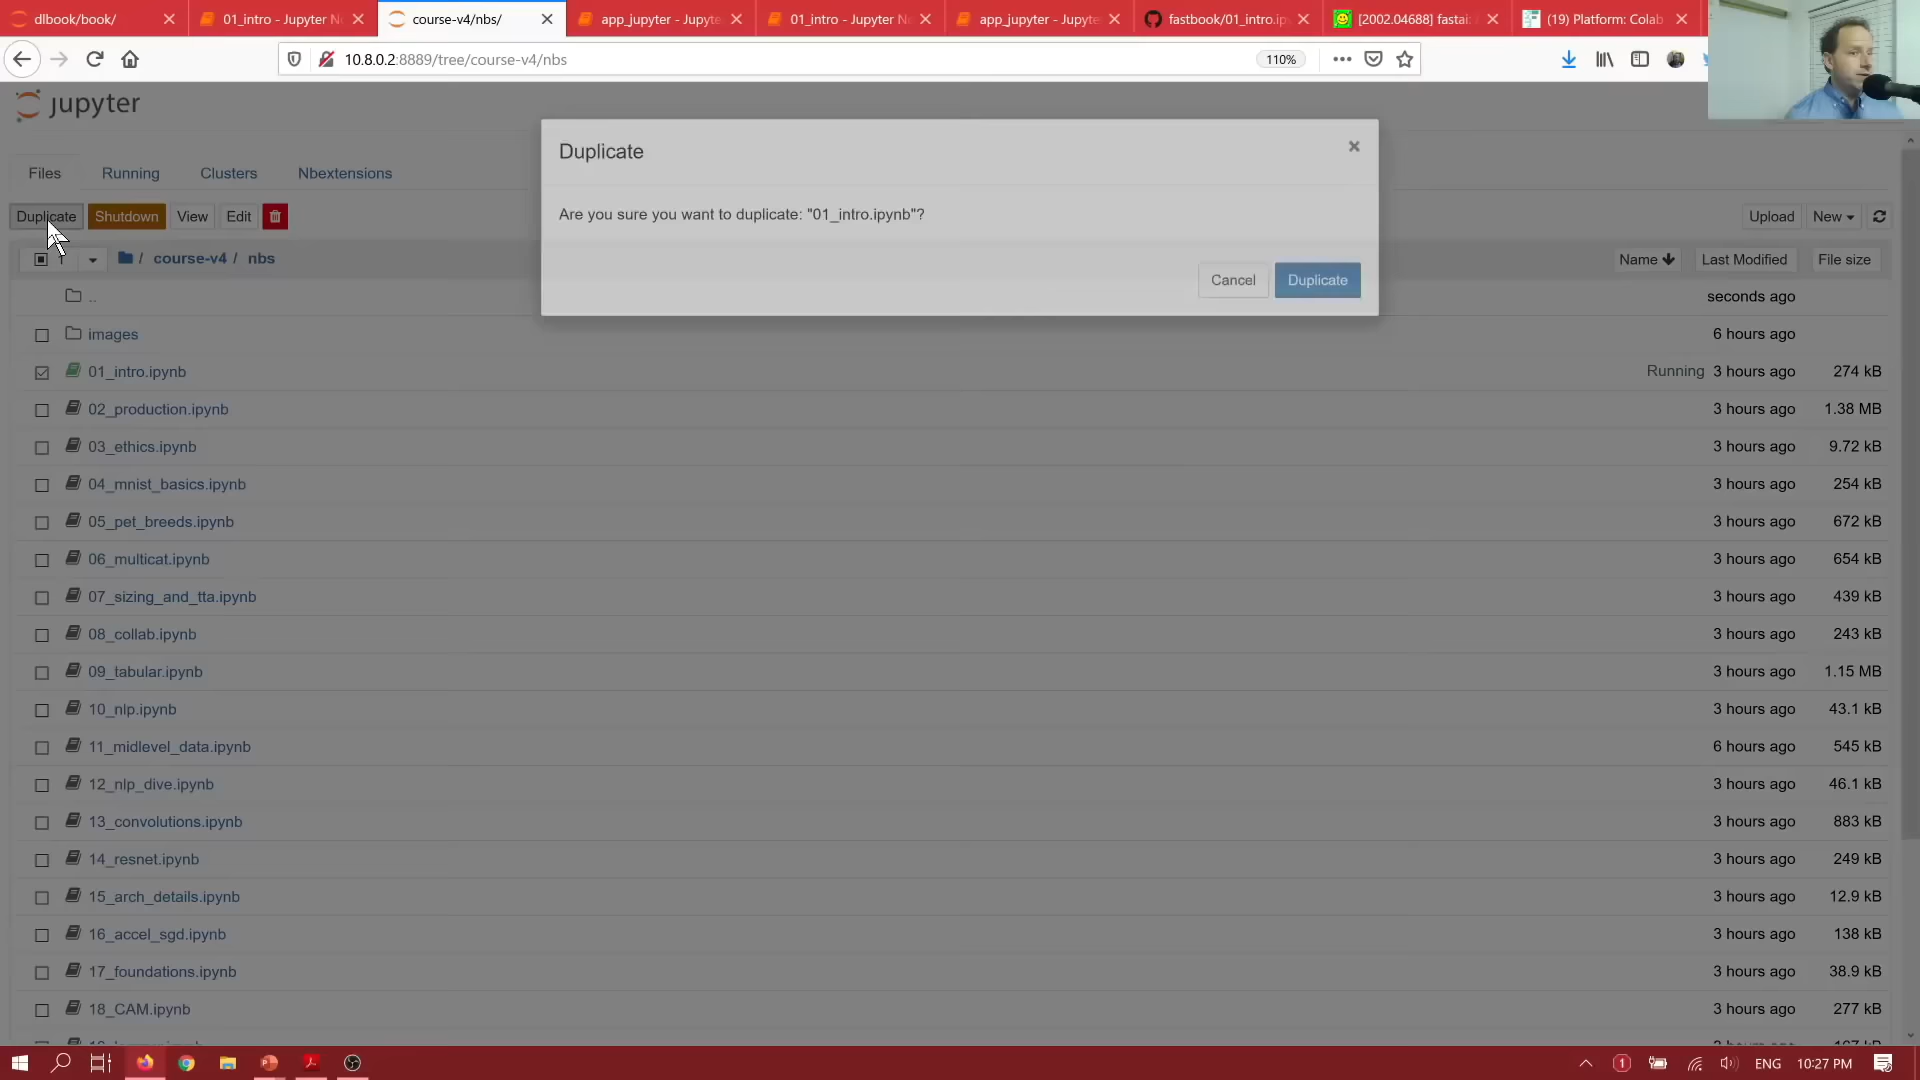 dlbook/book/
01_intro - Jupyter N
course-v4/nbs/
app_jupyter - Jupyte
01_intro - Jupyter N
app_jupyter - Jupyte
fastbook/01_intro.ip
[2002.04688] fastai:
(19) Platform: Colab
10.8.0.2:8889/tree/course-v4/nbs
110%
jupyter
Files
Running
Clusters
Nbextensions
Duplicate
Shutdown
View
Edit
Upload
New
Duplicate
×
Are you sure you want to duplicate: "01_intro.ipynb"?
Cancel
Duplicate
1
/ course-v4 / nbs
Name
Last Modified
File size
..
seconds ago
images
6 hours ago
01_intro.ipynb
Running 3 hours ago 274 kB
02_production.ipynb
3 hours ago 1.38 MB
03_ethics.ipynb
3 hours ago 9.72 kB
04_mnist_basics.ipynb
3 hours ago 254 kB
05_pet_breeds.ipynb
3 hours ago 672 kB
06_multicat.ipynb
3 hours ago 654 kB
07_sizing_and_tta.ipynb
3 hours ago 439 kB
08_collab.ipynb
3 hours ago 243 kB
09_tabular.ipynb
3 hours ago 1.15 MB
10_nlp.ipynb
3 hours ago 43.1 kB
11_midlevel_data.ipynb
6 hours ago 545 kB
12_nlp_dive.ipynb
3 hours ago 46.1 kB
13_convolutions.ipynb
3 hours ago 883 kB
14_resnet.ipynb
3 hours ago 249 kB
15_arch_details.ipynb
3 hours ago 12.9 kB
16_accel_sgd.ipynb
3 hours ago 138 kB
17_foundations.ipynb
3 hours ago 38.9 kB
18_CAM.ipynb
3 hours ago 277 kB
1
ENG
10:27 PM